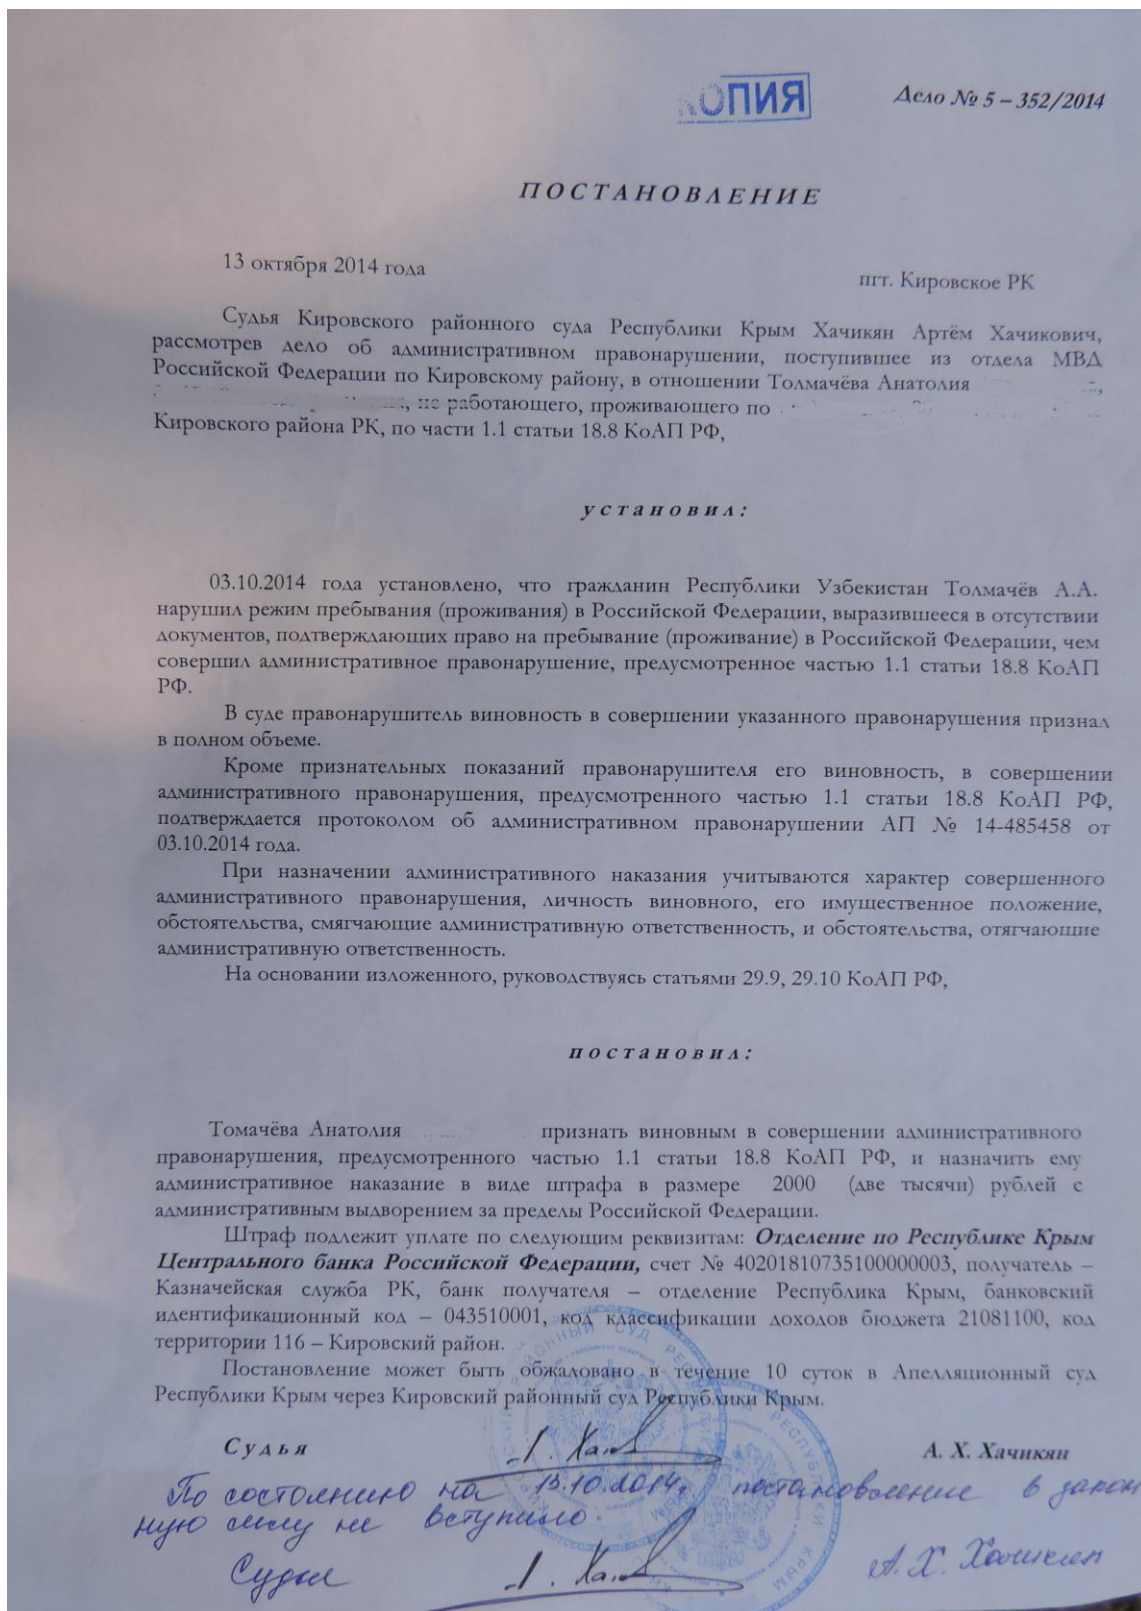 КОПИЯ
Дело № 5 – 352/2014
ПОСТАНОВЛЕНИЕ
13 октября 2014 года
пгт. Кировское РК
Судья Кировского районного суда Республики Крым Хачикян Артём Хачикович,
рассмотрев дело об административном правонарушении, поступившее из отдела МВД
Российской Федерации по Кировскому району, в отношении Толмачёва Анатолия
, не работающего, проживающего по
Кировского района РК, по части 1.1 статьи 18.8 КоАП РФ,
установил:
03.10.2014 года установлено, что гражданин Республики Узбекистан Толмачёв А.А.
нарушил режим пребывания (проживания) в Российской Федерации, выразившееся в отсутствии
документов, подтверждающих право на пребывание (проживание) в Российской Федерации, чем
совершил административное правонарушение, предусмотренное частью 1.1 статьи 18.8 КоАП
РФ.
В суде правонарушитель виновность в совершении указанного правонарушения признал
в полном объеме.
Кроме признательных показаний правонарушителя его виновность, в совершении
административного правонарушения, предусмотренного частью 1.1 статьи 18.8 КоАП РФ,
подтверждается протоколом об административном правонарушении АП № 14-485458 от
03.10.2014 года.
При назначении административного наказания учитываются характер совершенного
административного правонарушения, личность виновного, его имущественное положение,
обстоятельства, смягчающие административную ответственность, и обстоятельства, отягчающие
административную ответственность.
На основании изложенного, руководствуясь статьями 29.9, 29.10 КоАП РФ,
постановил:
Томачёва Анатолия признать виновным в совершении административного
правонарушения, предусмотренного частью 1.1 статьи 18.8 КоАП РФ, и назначить ему
административное наказание в виде штрафа в размере 2000 (две тысячи) рублей с
административным выдворением за пределы Российской Федерации.
Штраф подлежит уплате по следующим реквизитам: Отделение по Республике Крым
Центрального банка Российской Федерации, счет № 40201810735100000003, получатель –
Казначейская служба РК, банк получателя – отделение Республика Крым, банковский
идентификационный код – 043510001, код классификации доходов бюджета 21081100, код
территории 116 – Кировский район.
Постановление может быть обжаловано в течение 10 суток в Апелляционный суд
Республики Крым через Кировский районный суд Республики Крым.
Судья
А. Х. Хачикян
По состоянию на 13.10.2014г постановление в закон
ную силу не вступило.
Судья
А.Х. Хачикян